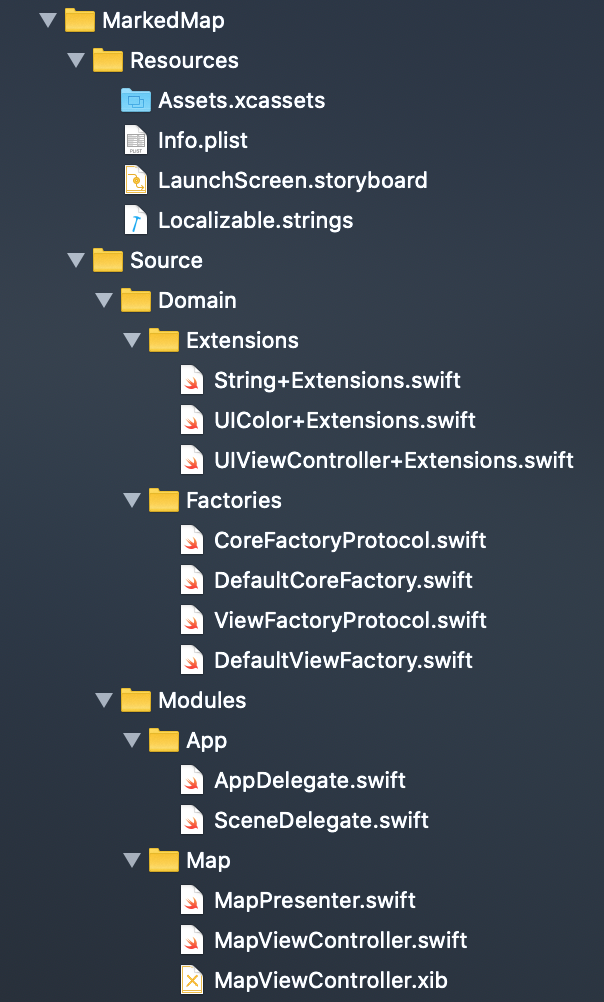 MarkedMap
Resources
Assets.xcassets
Info.plist
LaunchScreen.storyboard
Localizable.strings
Source
Domain
Extensions
String+Extensions.swift
UIColor+Extensions.swift
UIViewController+Extensions.swift
Factories
CoreFactoryProtocol.swift
DefaultCoreFactory.swift
ViewFactoryProtocol.swift
DefaultViewFactory.swift
Modules
App
AppDelegate.swift
SceneDelegate.swift
Map
MapPresenter.swift
MapViewController.swift
MapViewController.xib